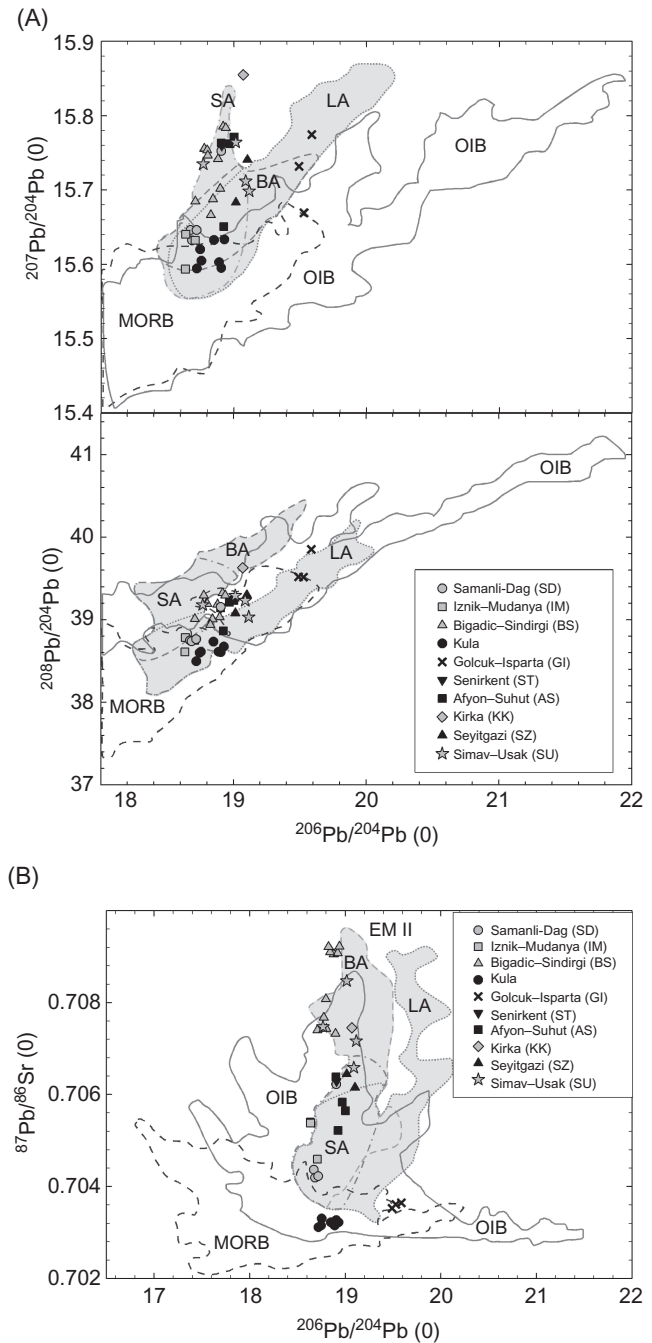 (A)
15.9
15.8
15.7
15.6
15.5
15.4
207Pb/204Pb (0)
SA
LA
BA
OIB
OIB
MORB
41
40
39
38
37
208Pb/204Pb (0)
OIB
BA
LA
SA
MORB
Samanli-Dag (SD)
Iznik–Mudanya (IM)
Bigadic–Sindirgi (BS)
Kula
Golcuk–Isparta (GI)
Senirkent (ST)
Afyon–Suhut (AS)
Kirka (KK)
Seyitgazi (SZ)
Simav–Usak (SU)
18 19 20 21 22
206Pb/204Pb (0)
(B)
0.708
0.706
0.704
0.702
87Pb/86Sr (0)
EM II
BA
LA
OIB
SA
MORB
OIB
Samanli-Dag (SD)
Iznik–Mudanya (IM)
Bigadic–Sindirgi (BS)
Kula
Golcuk–Isparta (GI)
Senirkent (ST)
Afyon–Suhut (AS)
Kirka (KK)
Seyitgazi (SZ)
Simav–Usak (SU)
17 18 19 20 21 22
206Pb/204Pb (0)